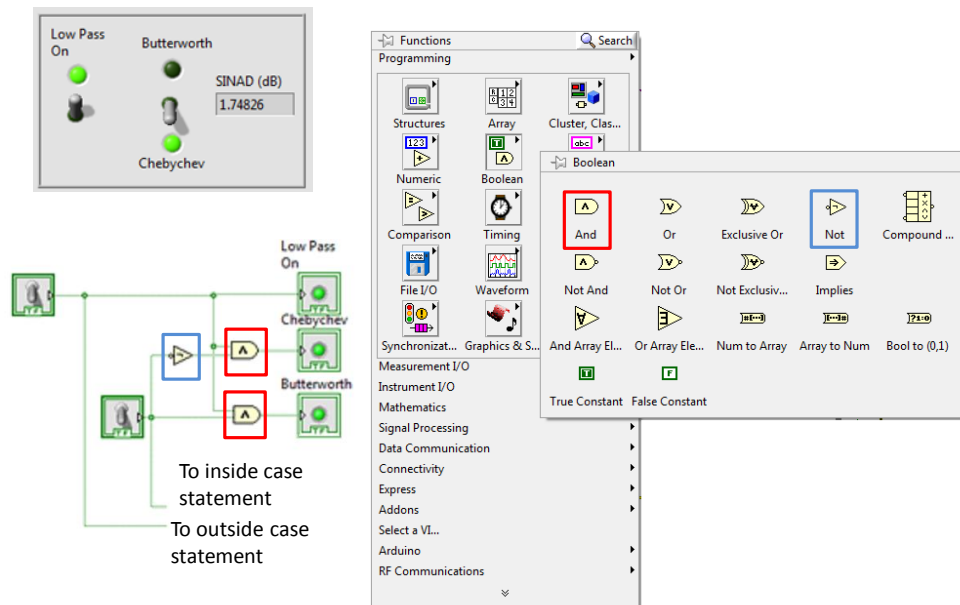 Low Pass
On
Butterworth
SINAD (dB)
1.74826
Chebychev
Low Pass
On
Chebychev
Butterworth
To inside case
statement
To outside case
statement
Functions
Search
Programming
Structures
Array
Cluster, Clas...
Numeric
Boolean
Comparison
Timing
File I/O
Waveform
Synchronizat...
Graphics & S...
Measurement I/O
Instrument I/O
Mathematics
Signal Processing
Data Communication
Connectivity
Express
Addons
Select a VI...
Arduino
RF Communications
Boolean
And
Or
Exclusive Or
Not
Compound ...
Not And
Not Or
Not Exclusiv...
Implies
And Array El...
Or Array Ele...
Num to Array
Array to Num
Bool to (0,1)
True Constant
False Constant